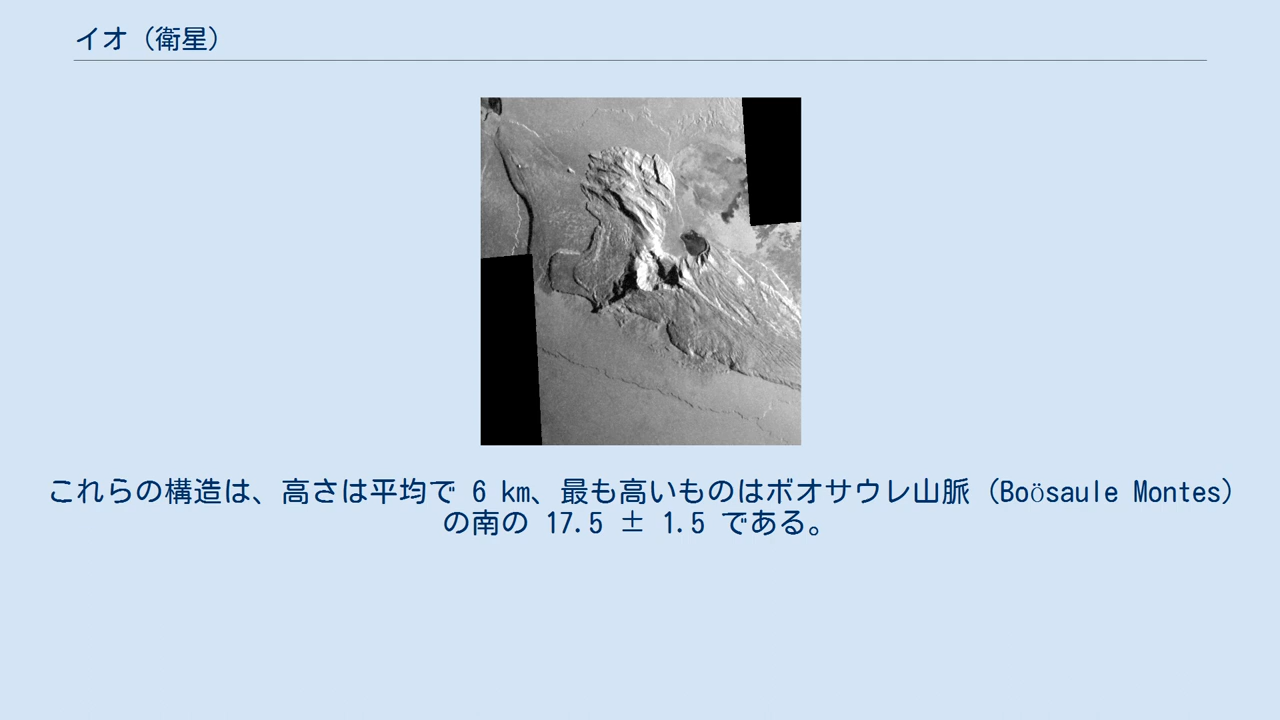 イオ（衛星）
これらの構造は、高さは平均で 6 km、最も高いものはボオサウレ山脈（Boösaule Montes）
の南の 17.5 ± 1.5 である。